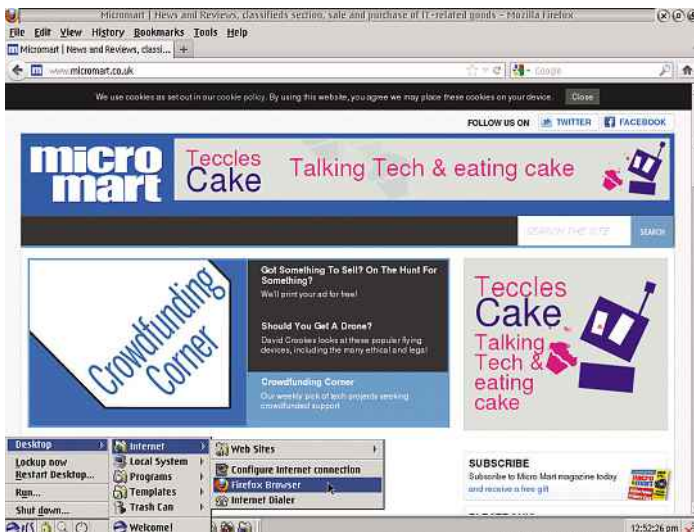 Micromart | News and Reviews, classifieds section, sale and purchase of IT-related goods - Mozilla Firefox
File Edit View History Bookmarks Tools Help
Micromart | News and Reviews, classi... +
www.micromart.co.uk
Google
We use cookies as set out in our cookie policy. By using this website, you agree we may place these cookies on your device. Close
FOLLOW US ON TWITTER FACEBOOK
micro
mart
Teccles
Cake
Talking Tech & eating cake
SEARCH THE SITE SEARCH
Crowdfunding
Corner
Got Something To Sell? On The Hunt For
Something?
We'll print your ad for free!
Should You Get A Drone?
David Crookes looks at these popular flying
devices, including the many ethical and legal
Crowdfunding Corner
Our weekly pick of tech projects seeking
crowdfunded support
Teccles
Cake
Talking
Tech &
eating
cake
Desktop
Lockup now
Restart Desktop...
Run...
Shut down...
Internet
Local System
Programs
Templates
Trash Can
Welcome!
Web Sites
Configure Internet connection
Firefox Browser
Internet Dialer
SUBSCRIBE
Subscribe to Micro Mart magazine today
and receive a free gift
12:52:26 pm